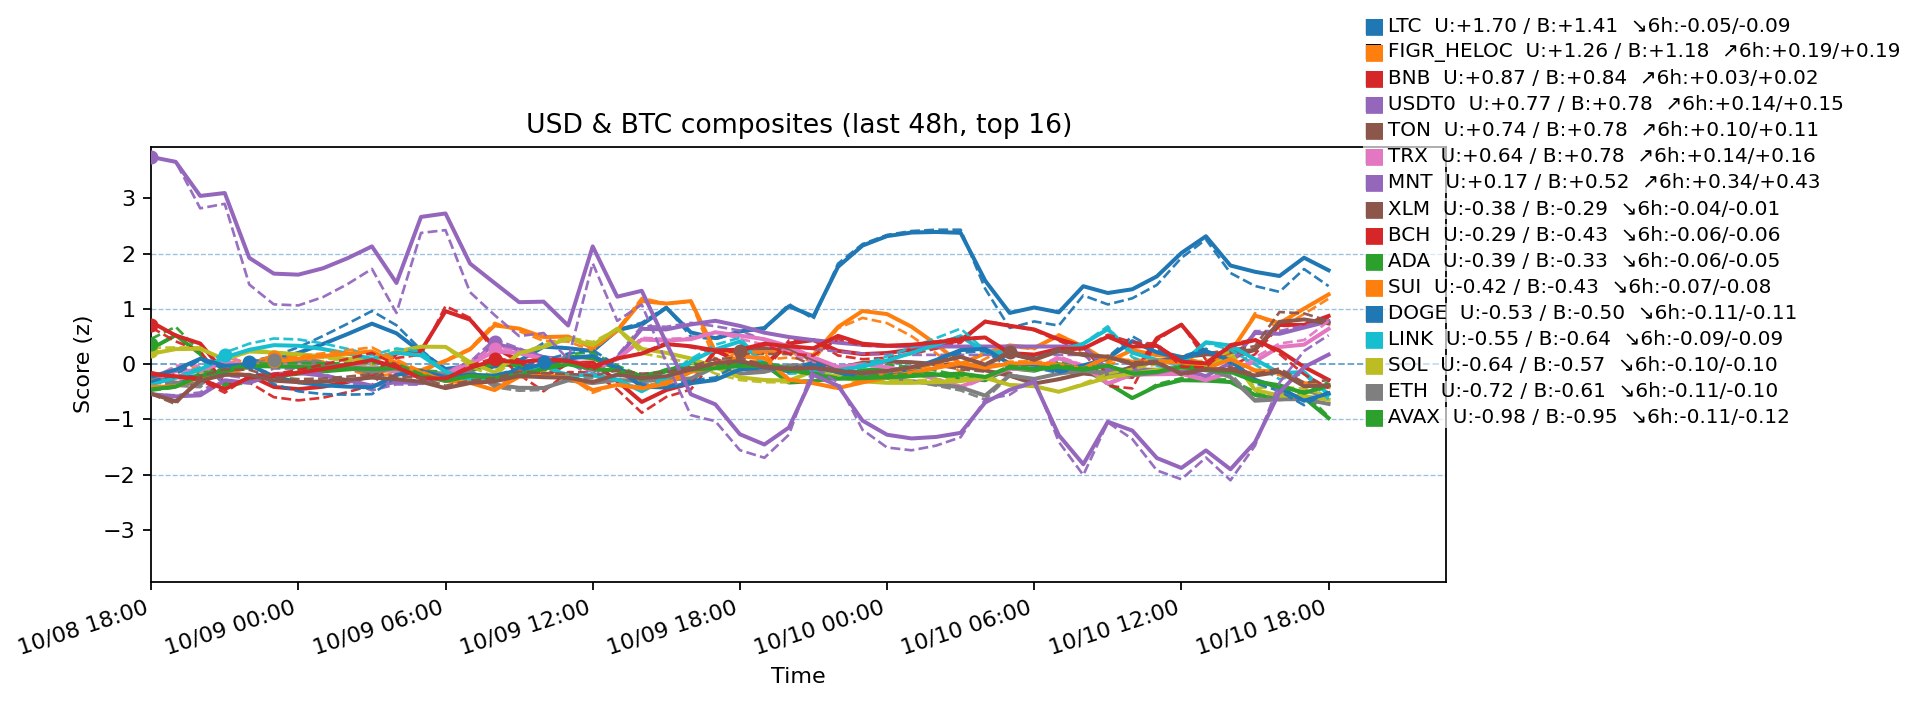 LTC U:+1.70 / B:+1.41 ↘6h:-0.05/-0.09
FIGR_HELOC U:+1.26 / B:+1.18 ↗6h:+0.19/+0.19
BNB U:+0.87 / B:+0.84 ↗6h:+0.03/+0.02
USDT0 U:+0.77 / B:+0.78 ↗6h:+0.14/+0.15
TON U:+0.74 / B:+0.78 ↗6h:+0.10/+0.11
TRX U:+0.64 / B:+0.78 ↗6h:+0.14/+0.16
MNT U:+0.17 / B:+0.52 ↗6h:+0.34/+0.43
XLM U:-0.38 / B:-0.29 ↘6h:-0.04/-0.01
BCH U:-0.29 / B:-0.43 ↘6h:-0.06/-0.06
ADA U:-0.39 / B:-0.33 ↘6h:-0.06/-0.05
SUI U:-0.42 / B:-0.43 ↘6h:-0.07/-0.08
DOGE U:-0.53 / B:-0.50 ↘6h:-0.11/-0.11
LINK U:-0.55 / B:-0.64 ↘6h:-0.09/-0.09
SOL U:-0.64 / B:-0.57 ↘6h:-0.10/-0.10
ETH U:-0.72 / B:-0.61 ↘6h:-0.11/-0.10
AVAX U:-0.98 / B:-0.95 ↘6h:-0.11/-0.12
USD & BTC composites (last 48h, top 16)
Score (z)
3
2
1
0
−1
−2
−3
10/08 18:00
10/09 00:00
10/09 06:00
10/09 12:00
10/09 18:00
10/10 00:00
10/10 06:00
10/10 12:00
10/10 18:00
Time